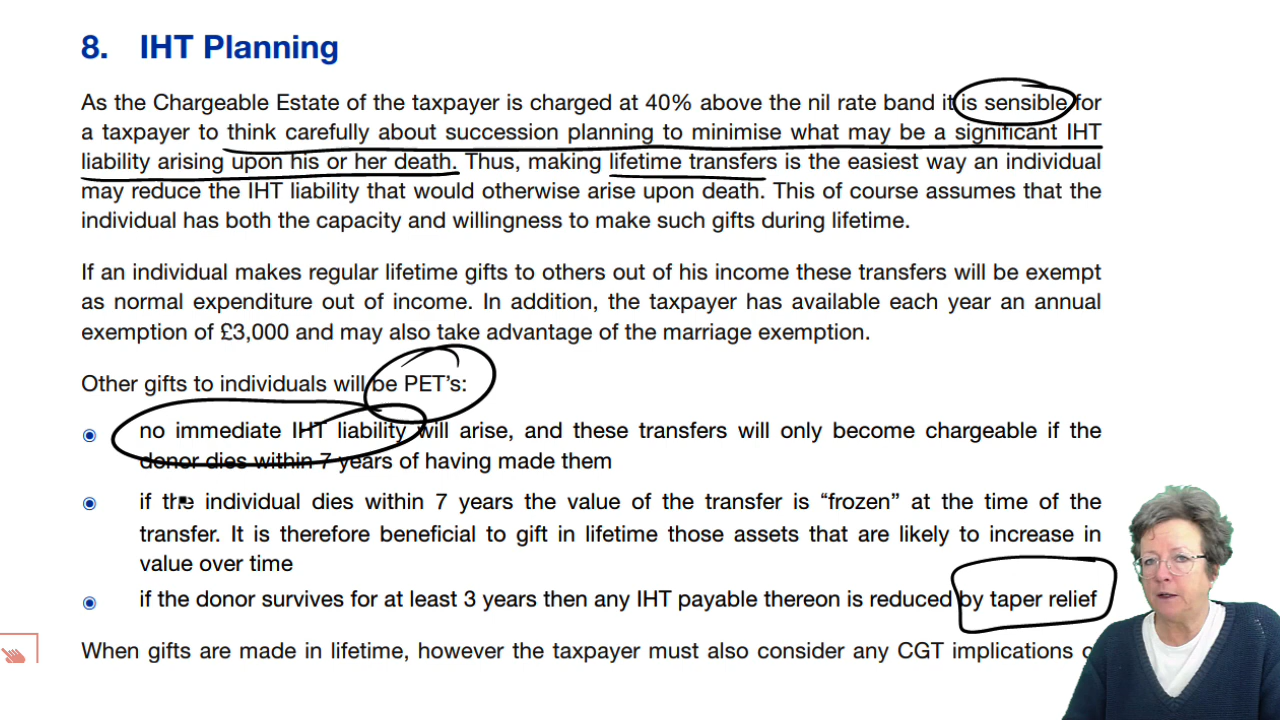 8. IHT Planning
As the Chargeable Estate of the taxpayer is charged at 40% above the nil rate band it is sensible for
a taxpayer to think carefully about succession planning to minimise what may be a significant IHT
liability arising upon his or her death. Thus, making lifetime transfers is the easiest way an individual
may reduce the IHT liability that would otherwise arise upon death. This of course assumes that the
individual has both the capacity and willingness to make such gifts during lifetime.
If an individual makes regular lifetime gifts to others out of his income these transfers will be exempt
as normal expenditure out of income. In addition, the taxpayer has available each year an annual
exemption of £3,000 and may also take advantage of the marriage exemption.
Other gifts to individuals will be PET's:
no immediate IHT liability will arise, and these transfers will only become chargeable if the
donor dies within 7 years of having made them
if the individual dies within 7 years the value of the transfer is “frozen” at the time of the
transfer. It is therefore beneficial to gift in lifetime those assets that are likely to increase in
value over time
if the donor survives for at least 3 years then any IHT payable thereon is reduced by taper relief
When gifts are made in lifetime, however the taxpayer must also consider any CGT implications